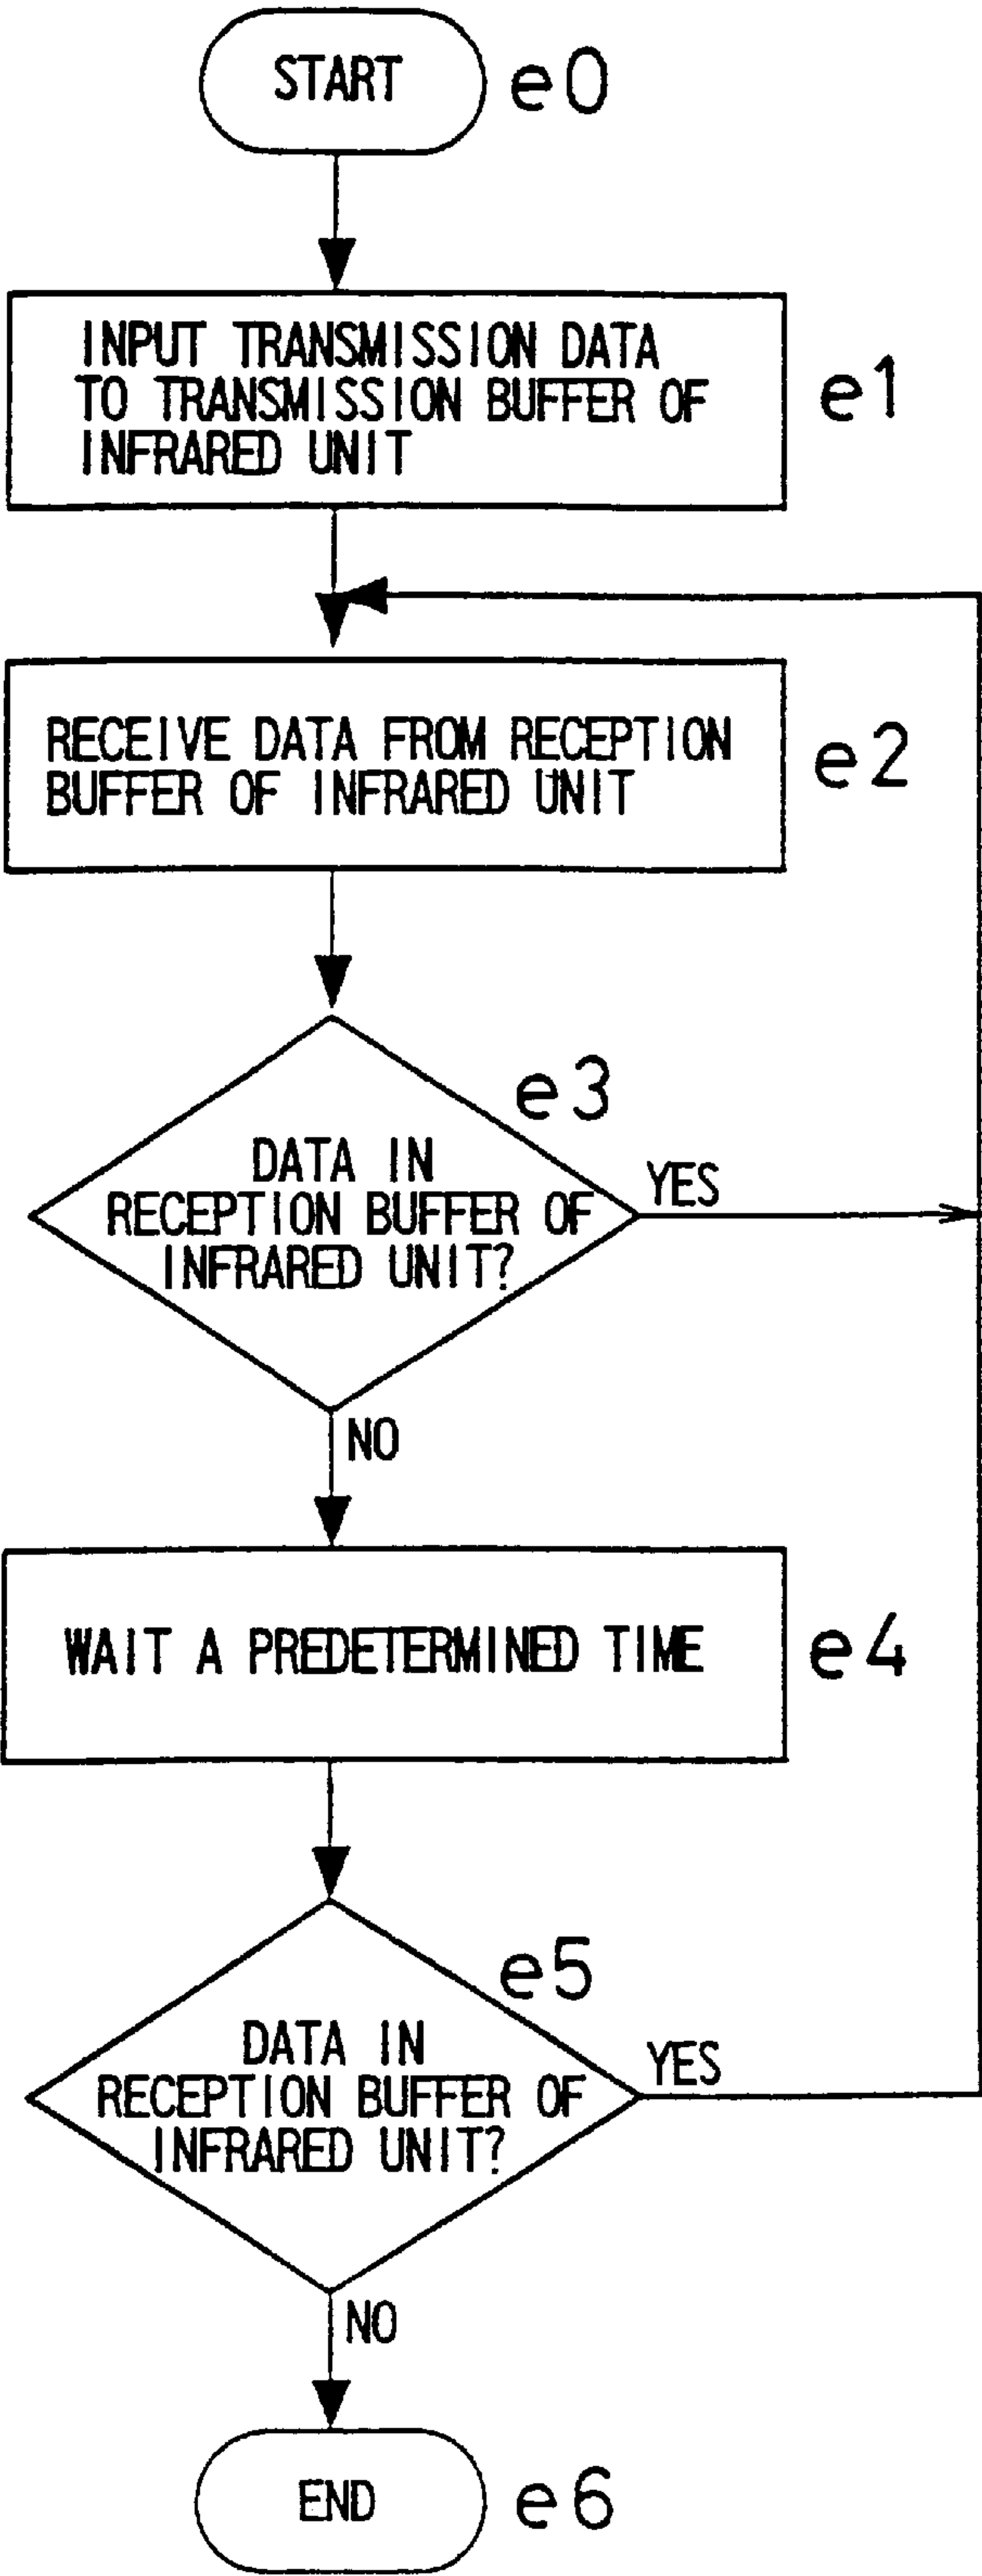 START
e0
INPUT TRANSMISSION DATA
TO TRANSMISSION BUFFER OF
INFRARED UNIT
e1
RECEIVE DATA FROM RECEPTION
BUFFER OF INFRARED UNIT
e2
e3
DATA IN
RECEPTION BUFFER OF
INFRARED UNIT?
YES
NO
WAIT A PREDETERMINED TIME
e4
e5
DATA IN
RECEPTION BUFFER OF
INFRARED UNIT?
YES
NO
END
e6